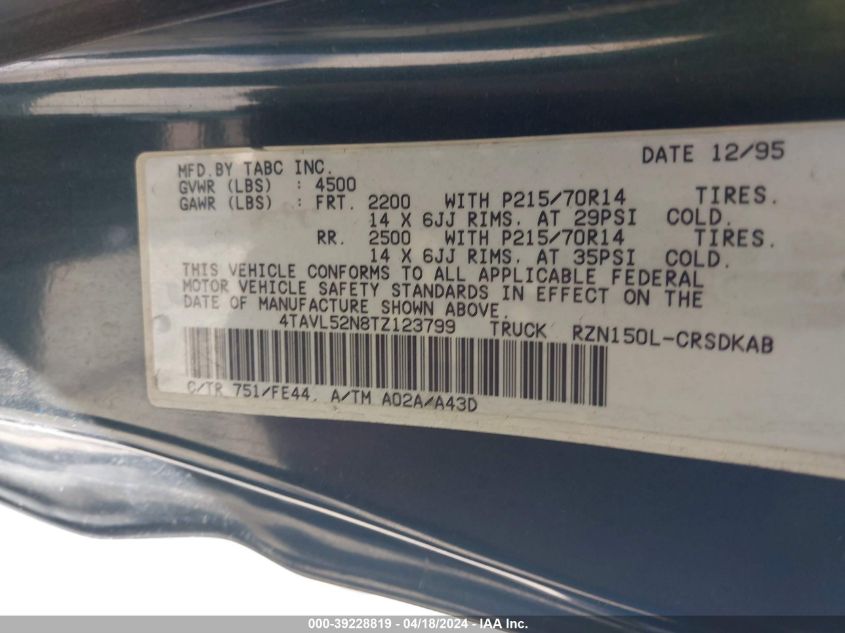 DATE 12/95
MFD.BY TABC INC.
GVWR (LBS) : 4500
GAWR (LBS) : FRT. 2200 WITH P215/70R14 TIRES.
14 X 6JJ RIMS. AT 29PSI COLD.
RR. 2500 WITH P215/70R14 TIRES.
14 X 6JJ RIMS. AT 35PSI COLD.
THIS VEHICLE CONFORMS TO ALL APPLICABLE FEDERAL
MOTOR VEHICLE SAFETY STANDARDS IN EFFECT ON THE
DATE OF MANUFACTURE SHOWN ABOVE.
4TAVL52N8TZ123799 TRUCK RZN150L-CRSDKAB
C/TR 751/FE44. A/TM A02A/A43D
000-39228819 - 04/18/2024 - IAA Inc.